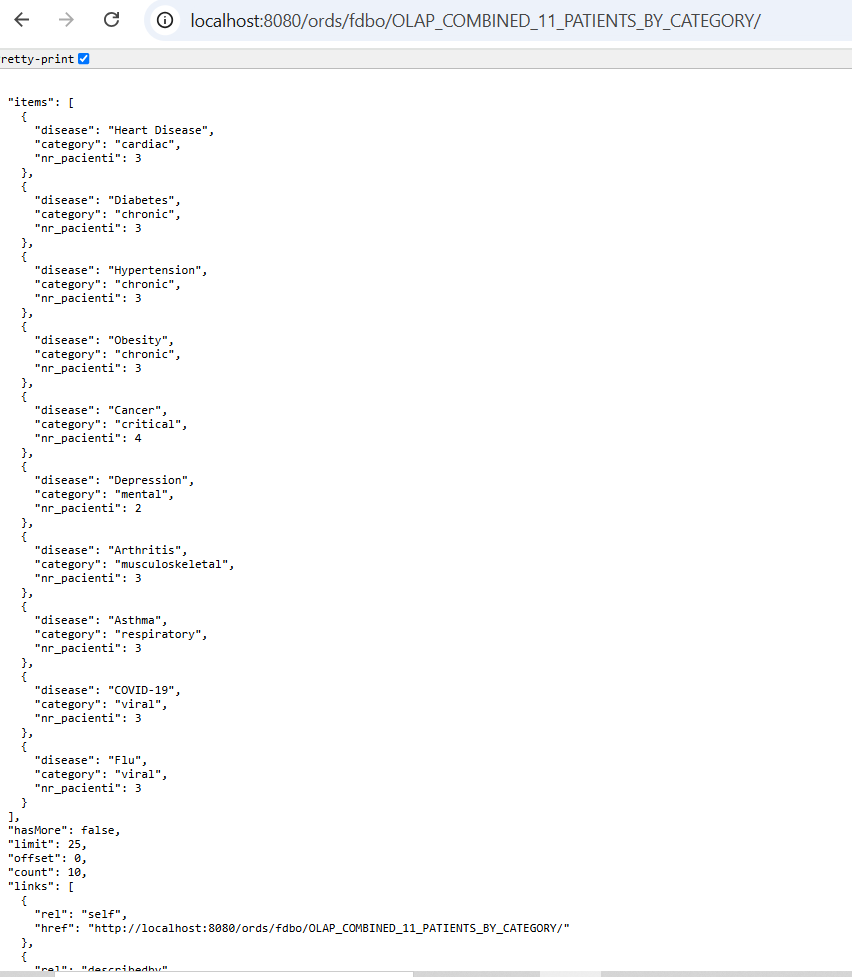 localhost:8080/ords/fdbo/OLAP_COMBINED_11_PATIENTS_BY_CATEGORY/
retty-print
"items": [
{
"disease": "Heart Disease",
"category": "cardiac",
"nr_pacienti": 3
},
{
"disease": "Diabetes",
"category": "chronic",
"nr_pacienti": 3
},
{
"disease": "Hypertension",
"category": "chronic",
"nr_pacienti": 3
},
{
"disease": "Obesity",
"category": "chronic",
"nr_pacienti": 3
},
{
"disease": "Cancer",
"category": "critical",
"nr_pacienti": 4
},
{
"disease": "Depression",
"category": "mental",
"nr_pacienti": 2
},
{
"disease": "Arthritis",
"category": "musculoskeletal",
"nr_pacienti": 3
},
{
"disease": "Asthma",
"category": "respiratory",
"nr_pacienti": 3
},
{
"disease": "COVID-19",
"category": "viral",
"nr_pacienti": 3
},
{
"disease": "Flu",
"category": "viral",
"nr_pacienti": 3
}
],
"hasMore": false,
"limit": 25,
"offset": 0,
"count": 10,
"links": [
{
"rel": "self",
"href": "http://localhost:8080/ords/fdbo/OLAP_COMBINED_11_PATIENTS_BY_CATEGORY/"
},
{
"rel": "describedby"